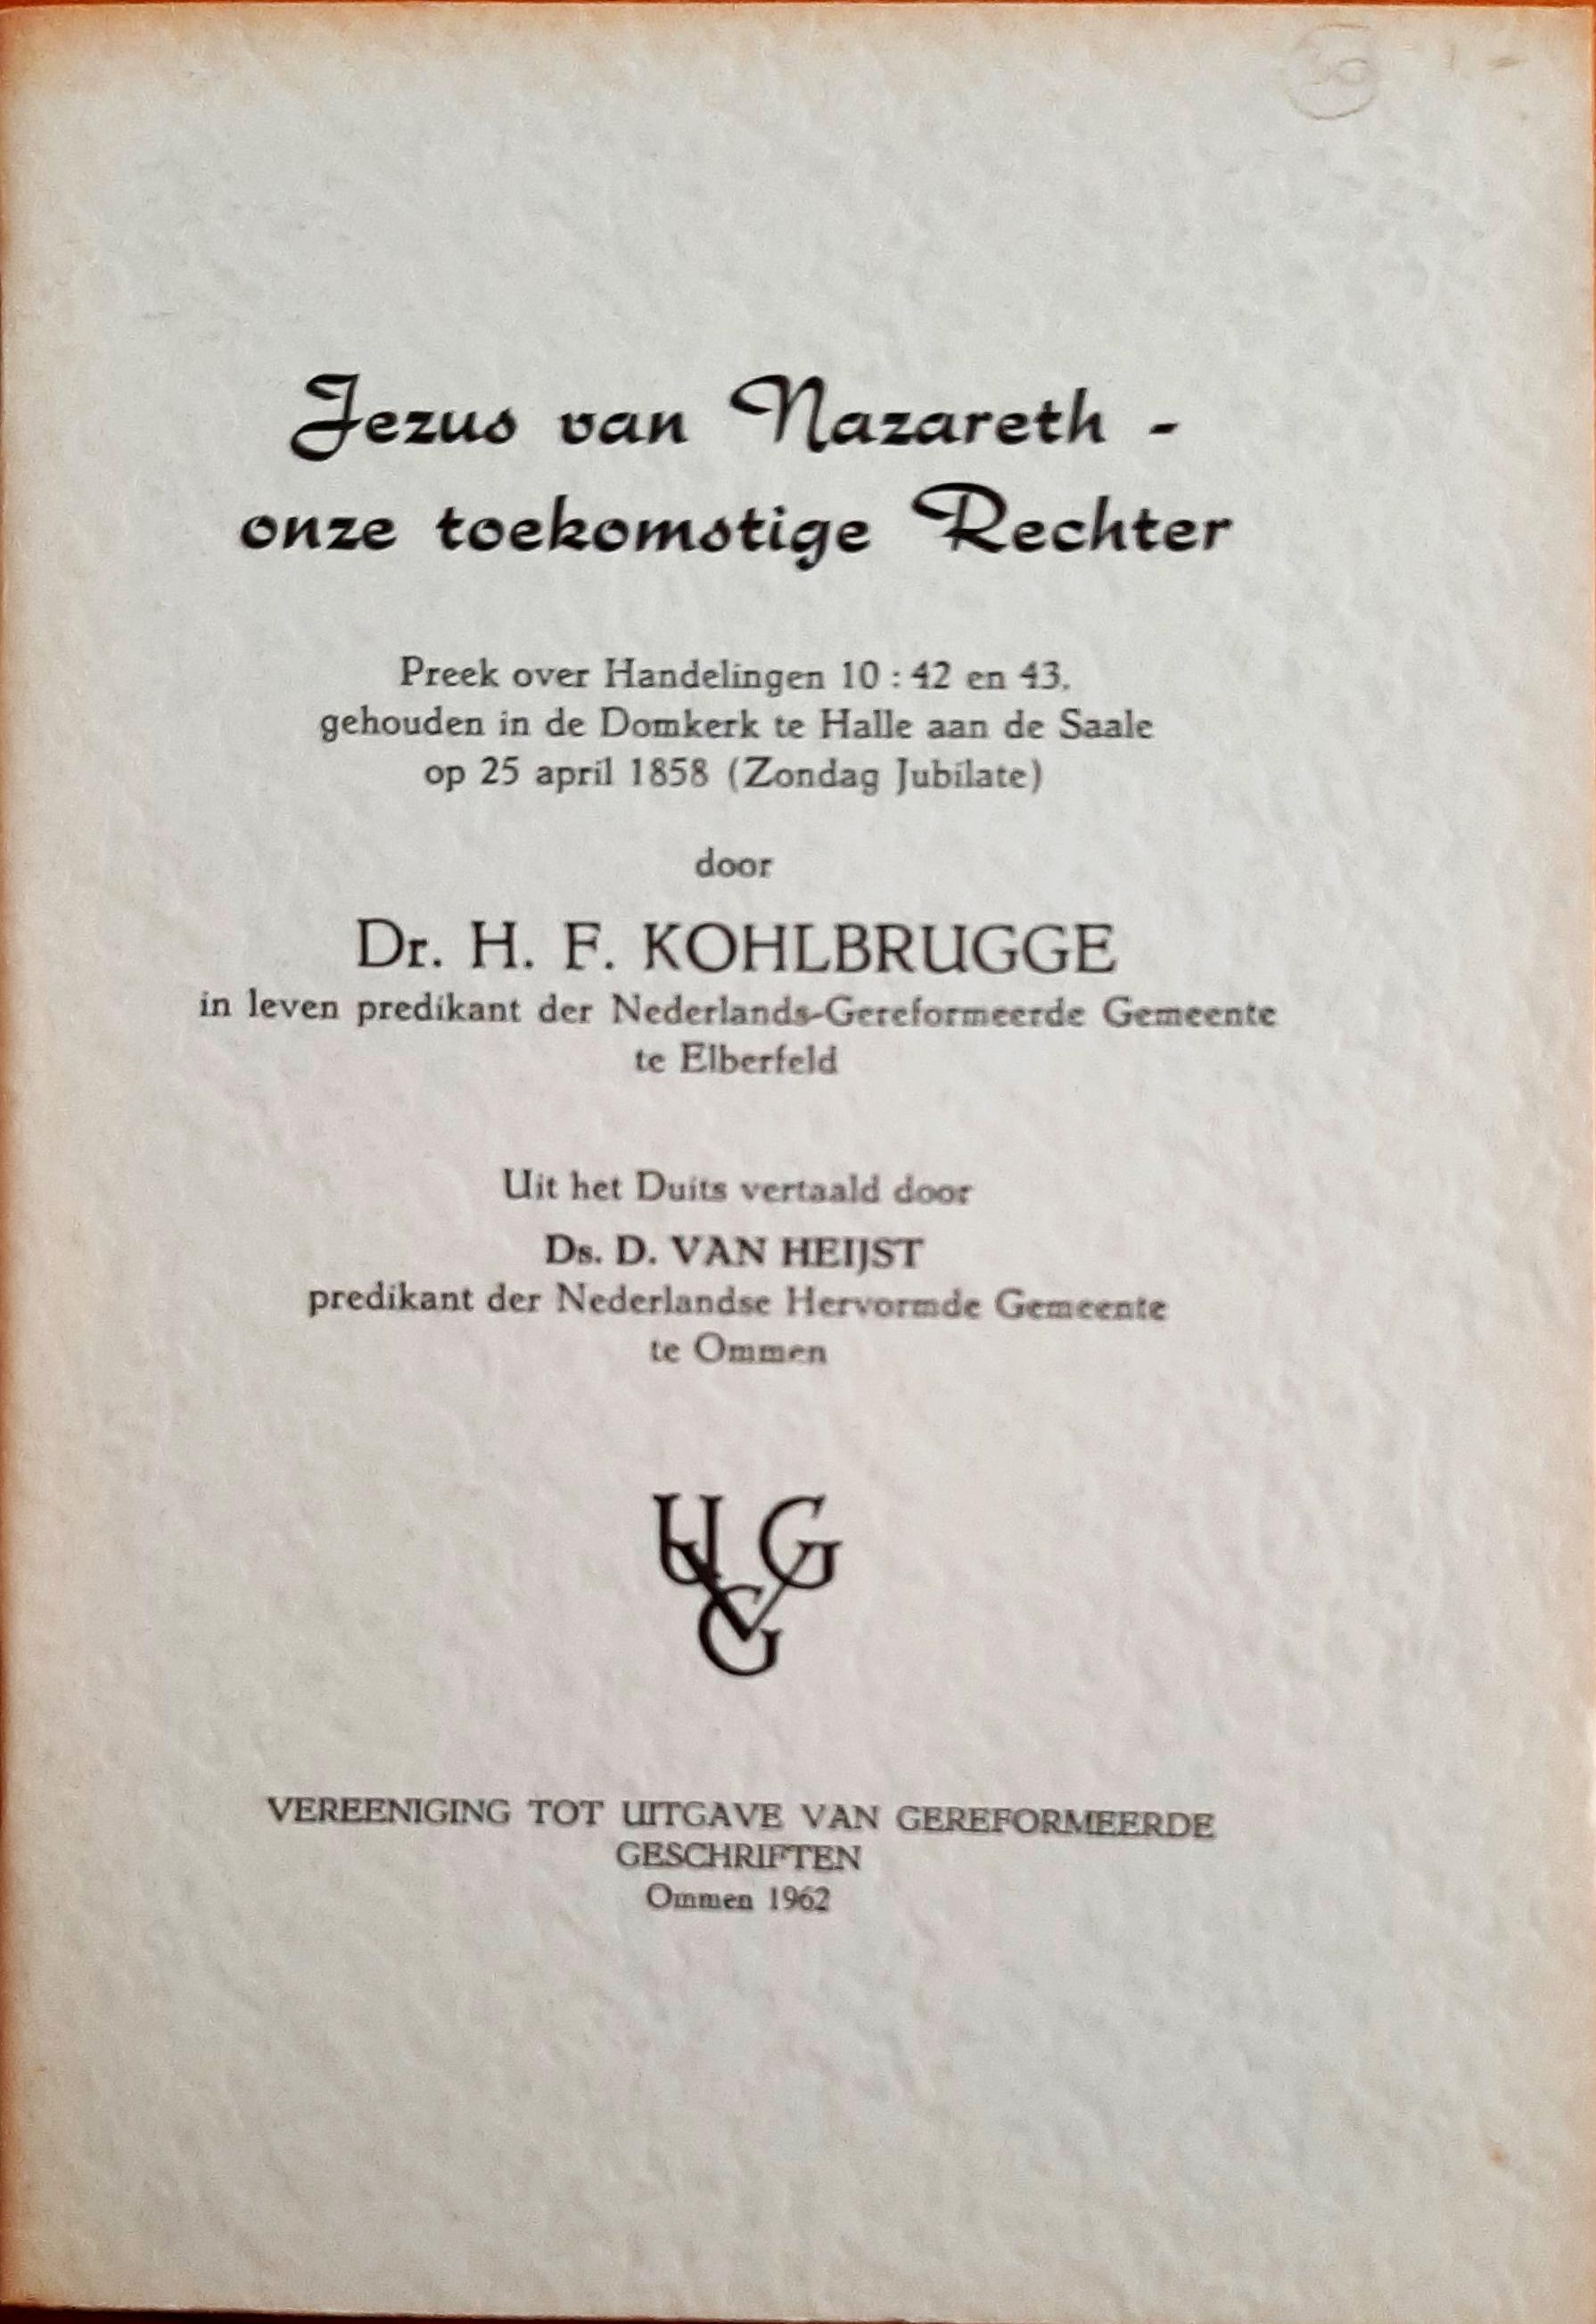 50
Jezus van Nazareth -
onze toekomstige Rechter
Preek over Handelingen 10 : 42 en 43,
gehouden in de Domkerk te Halle aan de Saale
op 25 april 1858 (Zondag Jubilate)
door
Dr. H. F. KOHLBRUGGE
in leven predikant der Nederlands-Gereformeerde Gemeente
te Elberfeld
Uit het Duits vertaald door
Ds. D. VAN HEIJST
predikant der Nederlandse Hervormde Gemeente
te Ommen
U G
V
G
VEREENIGING TOT UITGAVE VAN GEREFORMEERDE
GESCHRIFTEN
Ommen 1962